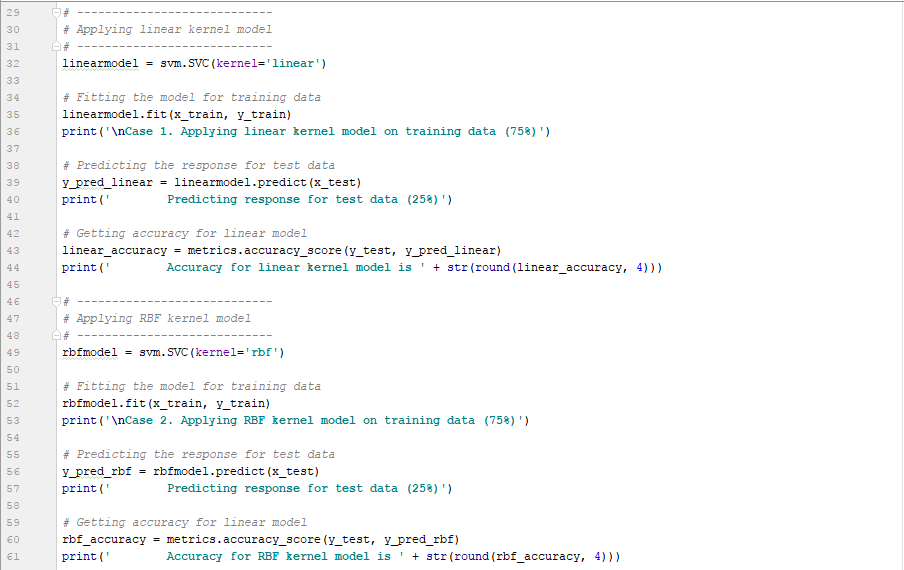 29 # ----------------------------
30 # Applying linear kernel model
31 # ----------------------------
32 linearmodel = svm.SVC(kernel='linear')
33
34 # Fitting the model for training data
35 linearmodel.fit(x_train, y_train)
36 print('\nCase 1. Applying linear kernel model on training data (75%)')
37
38 # Predicting the response for test data
39 y_pred_linear = linearmodel.predict(x_test)
40 print('        Predicting response for test data (25%)')
41
42 # Getting accuracy for linear model
43 linear_accuracy = metrics.accuracy_score(y_test, y_pred_linear)
44 print('        Accuracy for linear kernel model is ' + str(round(linear_accuracy, 4)))
45
46 # ----------------------------
47 # Applying RBF kernel model
48 # ----------------------------
49 rbfmodel = svm.SVC(kernel='rbf')
50
51 # Fitting the model for training data
52 rbfmodel.fit(x_train, y_train)
53 print('\nCase 2. Applying RBF kernel model on training data (75%)')
54
55 # Predicting the response for test data
56 y_pred_rbf = rbfmodel.predict(x_test)
57 print('        Predicting response for test data (25%)')
58
59 # Getting accuracy for linear model
60 rbf_accuracy = metrics.accuracy_score(y_test, y_pred_rbf)
61 print('        Accuracy for RBF kernel model is ' + str(round(rbf_accuracy, 4)))